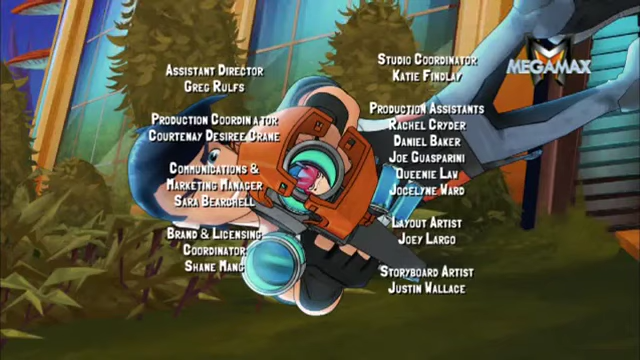 Assistant Director
Greg Rulfs
Production Coordinator
Courtenay Desiree Crane
Communications &
Marketing Manager
Sara Beardhell
Brand & Licensing
Coordinator
Shane Mang
Studio Coordinator
Katie Findlay
Production Assistants
Rachel Cryder
Daniel Baker
Joe Guasparini
Queenie Law
Jocelyne Ward
Layout Artist
Joey Largo
Storyboard Artist
Justin Wallace
MEGAMAX